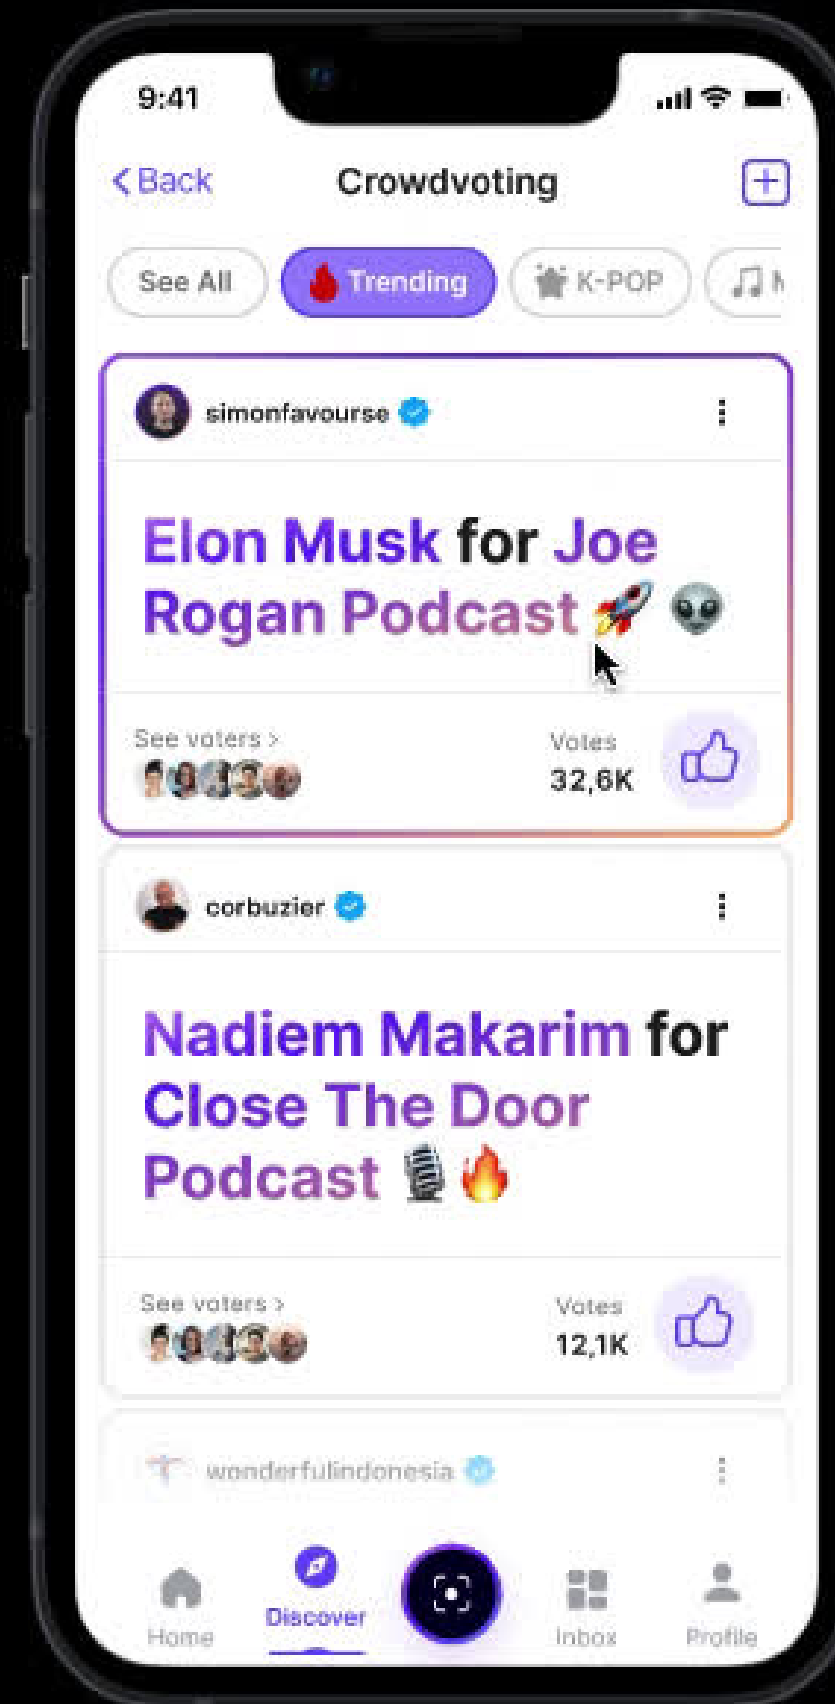 9:41
Back
Crowdvoting
See All
Trending
K-POP
simonfavourse
Elon Musk for Joe
Rogan Podcast 🚀 👽
See voters >
Votes
32,6K
corbuzier
Nadiem Makarim for
Close The Door
Podcast 🎙🔥
See voters >
Votes
12,1K
wonderfulindonesia
Home
Discover
Inbox
Profile